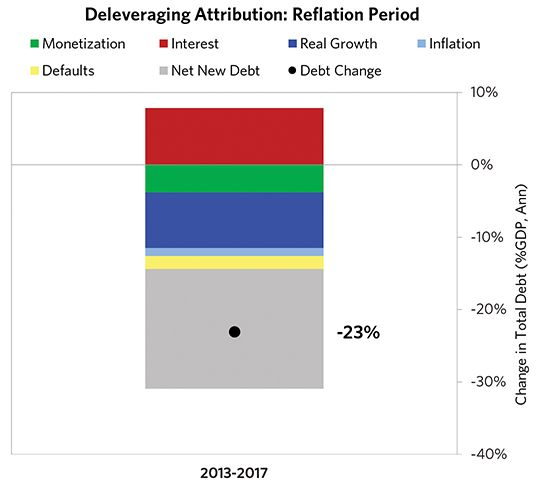 Deleveraging Attribution: Reflation Period
Monetization Interest Real Growth Inflation
Defaults Net New Debt Debt Change
10%
0%
-10%
-20%
-30%
-40%
-23%
Change in Total Debt (%GDP, Ann)
2013-2017